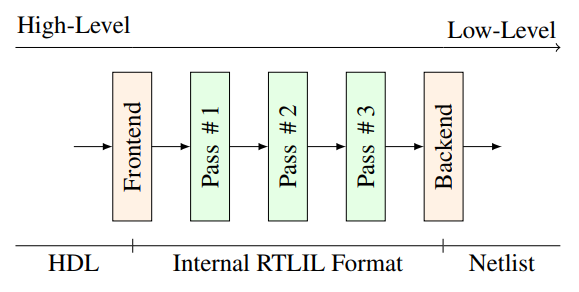 High-Level
Low-Level
Frontend
Pass # 1
Pass # 2
Pass # 3
Backend
HDL
Internal RTLIL Format
Netlist